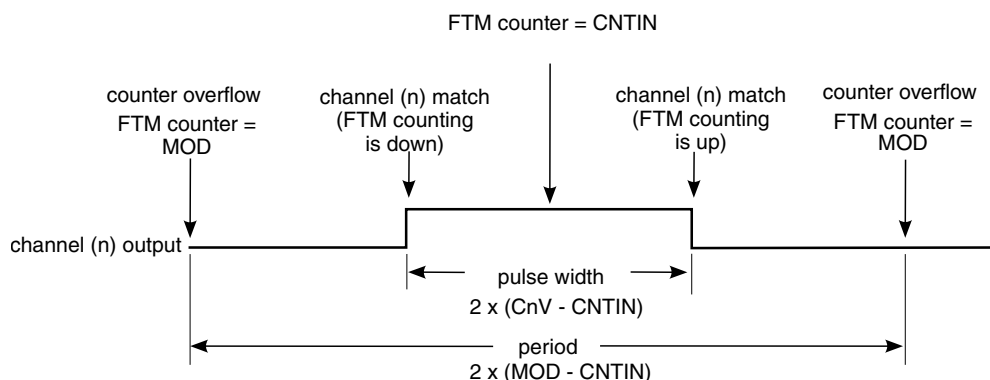 FTM counter = CNTIN
counter overflow
FTM counter =
MOD
channel (n) match
(FTM counting
is down)
channel (n) match
(FTM counting
is up)
counter overflow
FTM counter =
MOD
channel (n) output
pulse width
2 x (CnV - CNTIN)
period
2 x (MOD - CNTIN)